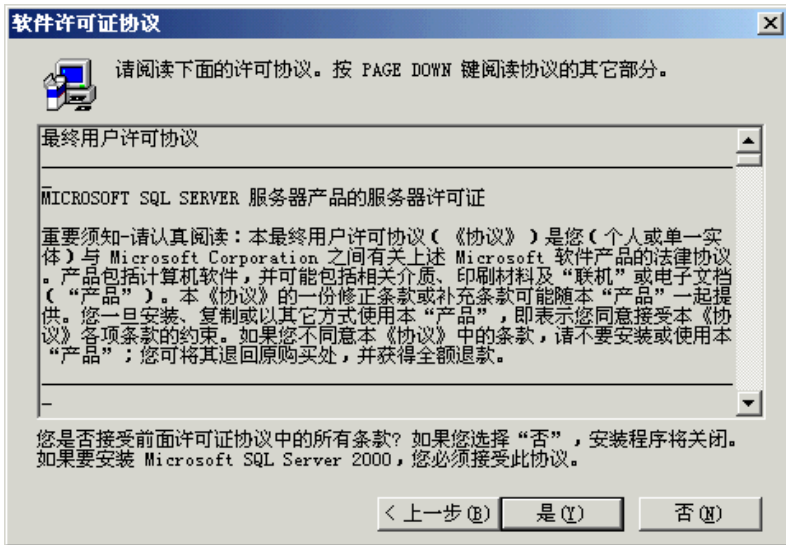 软件许可证协议
请阅读下面的许可协议。按 PAGE DOWN 键阅读协议的其它部分。
最终用户许可协议
MICROSOFT SQL SERVER 服务器产品的服务器许可证
重要须知-请认真阅读：本最终用户许可协议（《协议》）是您（个人或单一实
体）与 Microsoft Corporation 之间有关上述 Microsoft 软件产品的法律协议
。产品包括计算机软件，并可能包括相关介质、印刷材料及“联机”或电子文档
（“产品”）。本《协议》的一份修正条款或补充条款可能随本“产品”一起提
供。您一旦安装、复制或以其它方式使用本“产品”，即表示您同意接受本《协
议》各项条款的约束。如果您不同意本《协议》中的条款，请不要安装或使用本
“产品”；您可将其退回原购买处，并获得全额退款。
您是否接受前面许可证协议中的所有条款? 如果您选择“否”，安装程序将关闭。
如果要安装 Microsoft SQL Server 2000，您必须接受此协议。
< 上一步(B) 是(Y) 否(N)